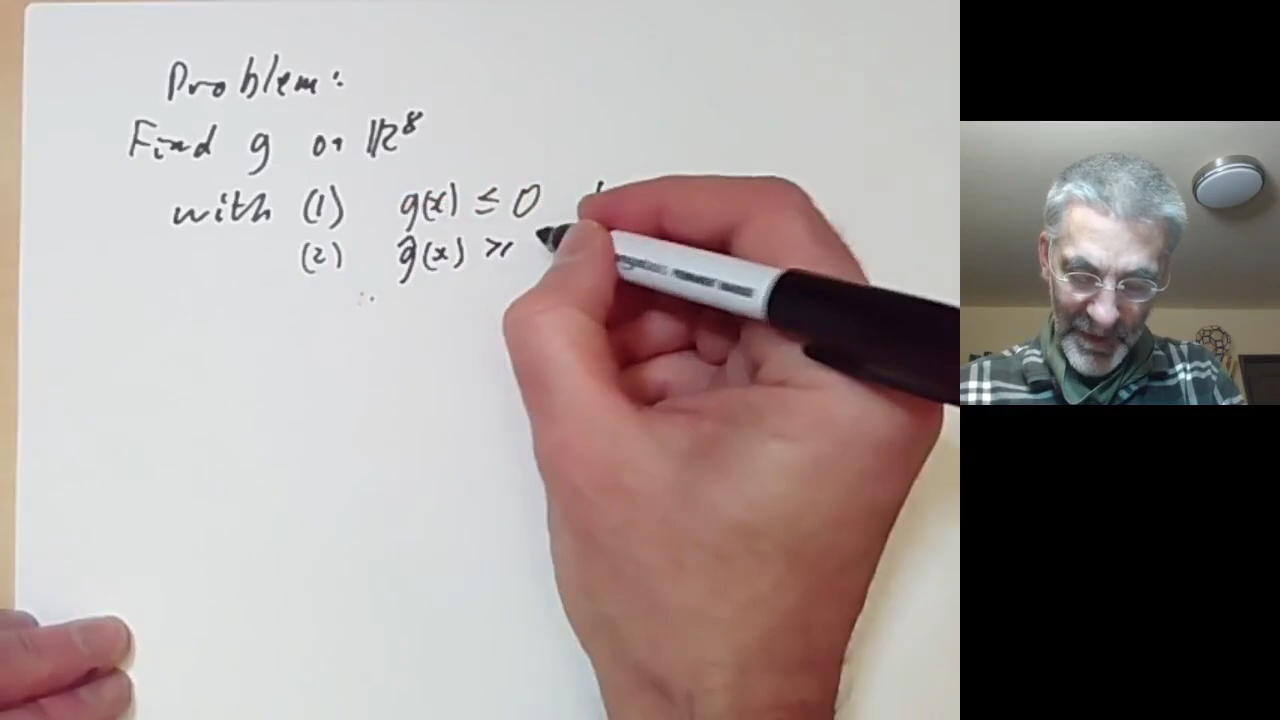 Problem:
Find g on ℝ⁸
with (1) g(x) ≤ 0
(2) ĝ(x) ≥